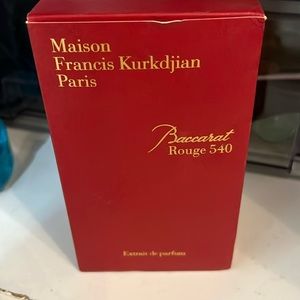 Maison
Francis Kurkdjian
Paris
Baccarat
Rouge 540
Extrait de parfum